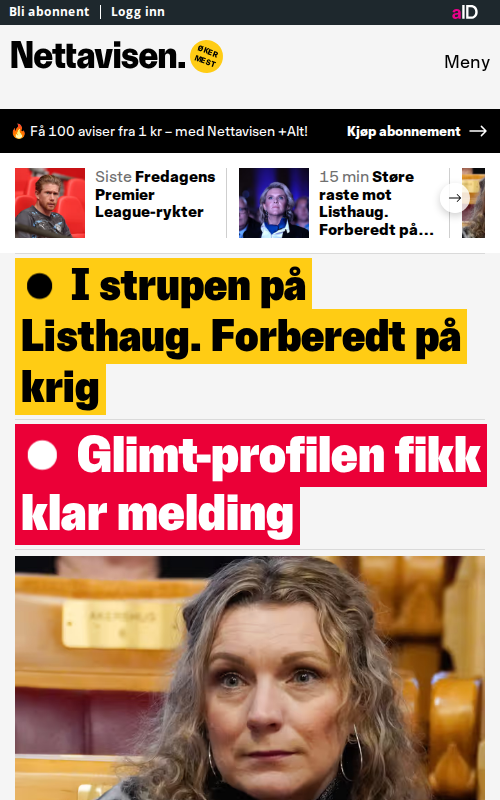 Bli abonnent | Logg inn
aID
Nettavisen.
ØKER
MEST
Meny
🔥 Få 100 aviser fra 1 kr – med Nettavisen +Alt!
Kjøp abonnement →
Siste Fredagens
Premier
League-rykter
15 min Støre
raste mot
Listhaug.
Forberedt på...
I strupen på
Listhaug. Forberedt på
krig
Glimt-profilen fikk
klar melding
AKERSHUS
6